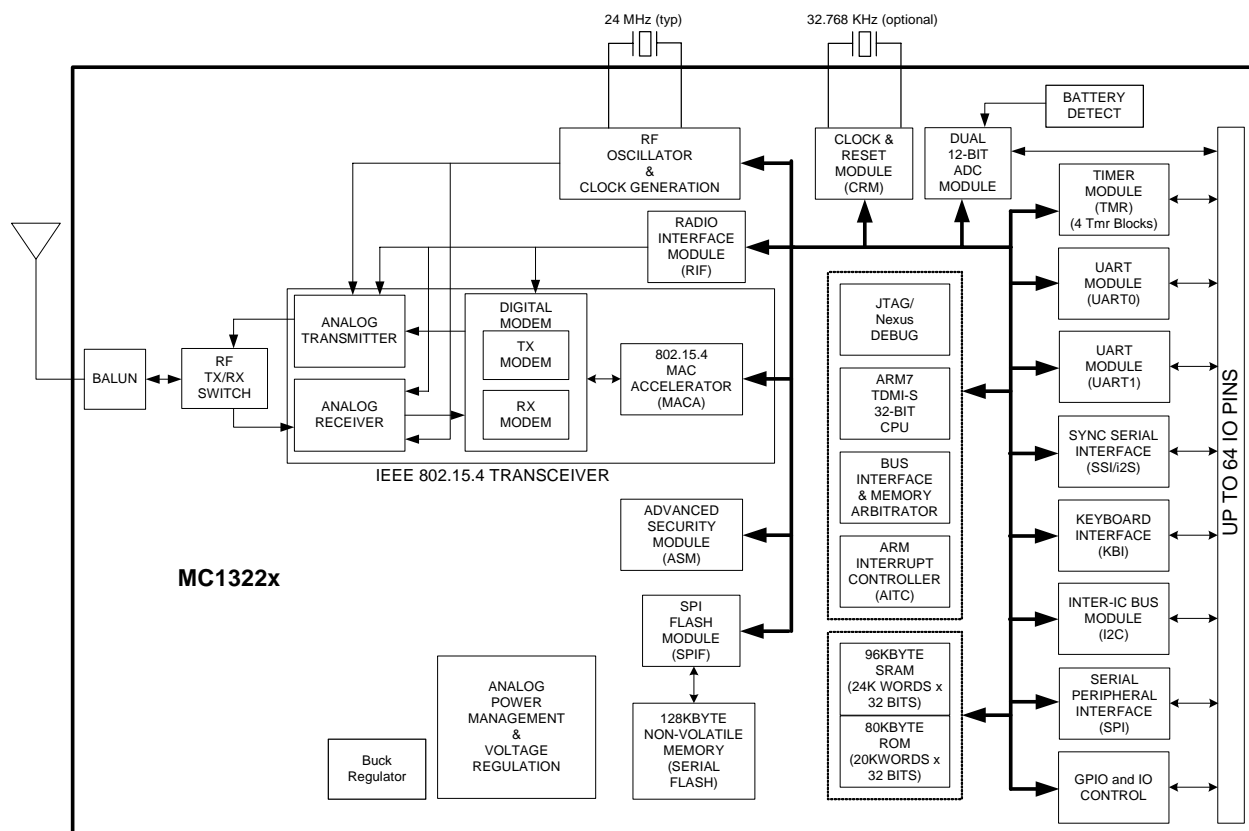 24 MHz (typ)
32.768 KHz (optional)
BATTERY
DETECT
RF
OSCILLATOR
&
CLOCK GENERATION
CLOCK &
RESET
MODULE
(CRM)
DUAL
12-BIT
ADC
MODULE
TIMER
MODULE
(TMR)
(4 Tmr Blocks)
RADIO
INTERFACE
MODULE
(RIF)
UART
MODULE
(UART0)
JTAG/
Nexus
DEBUG
ANALOG
TRANSMITTER
DIGITAL
MODEM
TX
MODEM
RX
MODEM
802.15.4
MAC
ACCELERATOR
(MACA)
BALUN
RF
TX/RX
SWITCH
ANALOG
RECEIVER
IEEE 802.15.4 TRANSCEIVER
ARM7
TDMI-S
32-BIT
CPU
UART
MODULE
(UART1)
BUS
INTERFACE
& MEMORY
ARBITRATOR
SYNC SERIAL
INTERFACE
(SSI/i2S)
UP TO 64 IO PINS
ADVANCED
SECURITY
MODULE
(ASM)
ARM
INTERRUPT
CONTROLLER
(AITC)
KEYBOARD
INTERFACE
(KBI)
MC1322x
SPI
FLASH
MODULE
(SPIF)
INTER-IC BUS
MODULE
(I2C)
96KBYTE
SRAM
(24K WORDS x
32 BITS)
SERIAL
PERIPHERAL
INTERFACE
(SPI)
ANALOG
POWER
MANAGEMENT
&
VOLTAGE
REGULATION
128KBYTE
NON-VOLATILE
MEMORY
(SERIAL
FLASH)
80KBYTE
ROM
(20KWORDS x
32 BITS)
Buck
Regulator
GPIO and IO
CONTROL